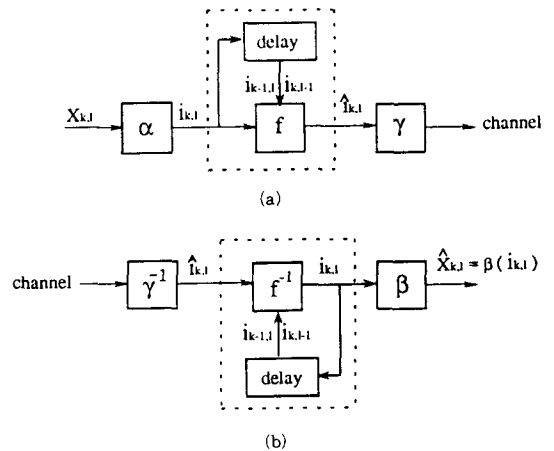 delay
i_{k-1,l} i_{k,l-1}
X_{k,l} α i_{k,l} f î_{k,l} γ channel
(a)
channel γ^{-1} î_{k,l} f^{-1} i_{k,l} β X̂_{k,l} = β(i_{k,l})
i_{k-1,l} i_{k,l-1}
delay
(b)